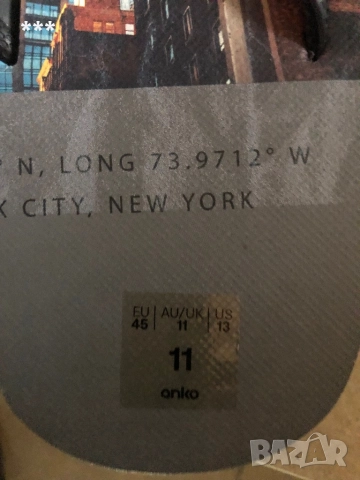 ***
° N, LONG 73.9712° W
K CITY, NEW YORK
EU | AU/UK | US
45 | 11 | 13
11
anko
BAZAR